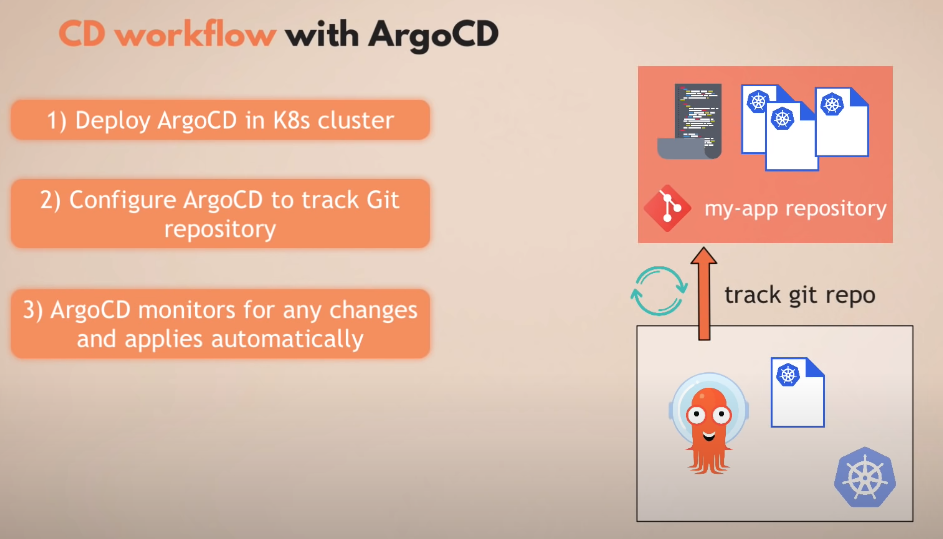 CD workflow with ArgoCD
1) Deploy ArgoCD in K8s cluster
2) Configure ArgoCD to track Git
repository
3) ArgoCD monitors for any changes
and applies automatically
my-app repository
track git repo